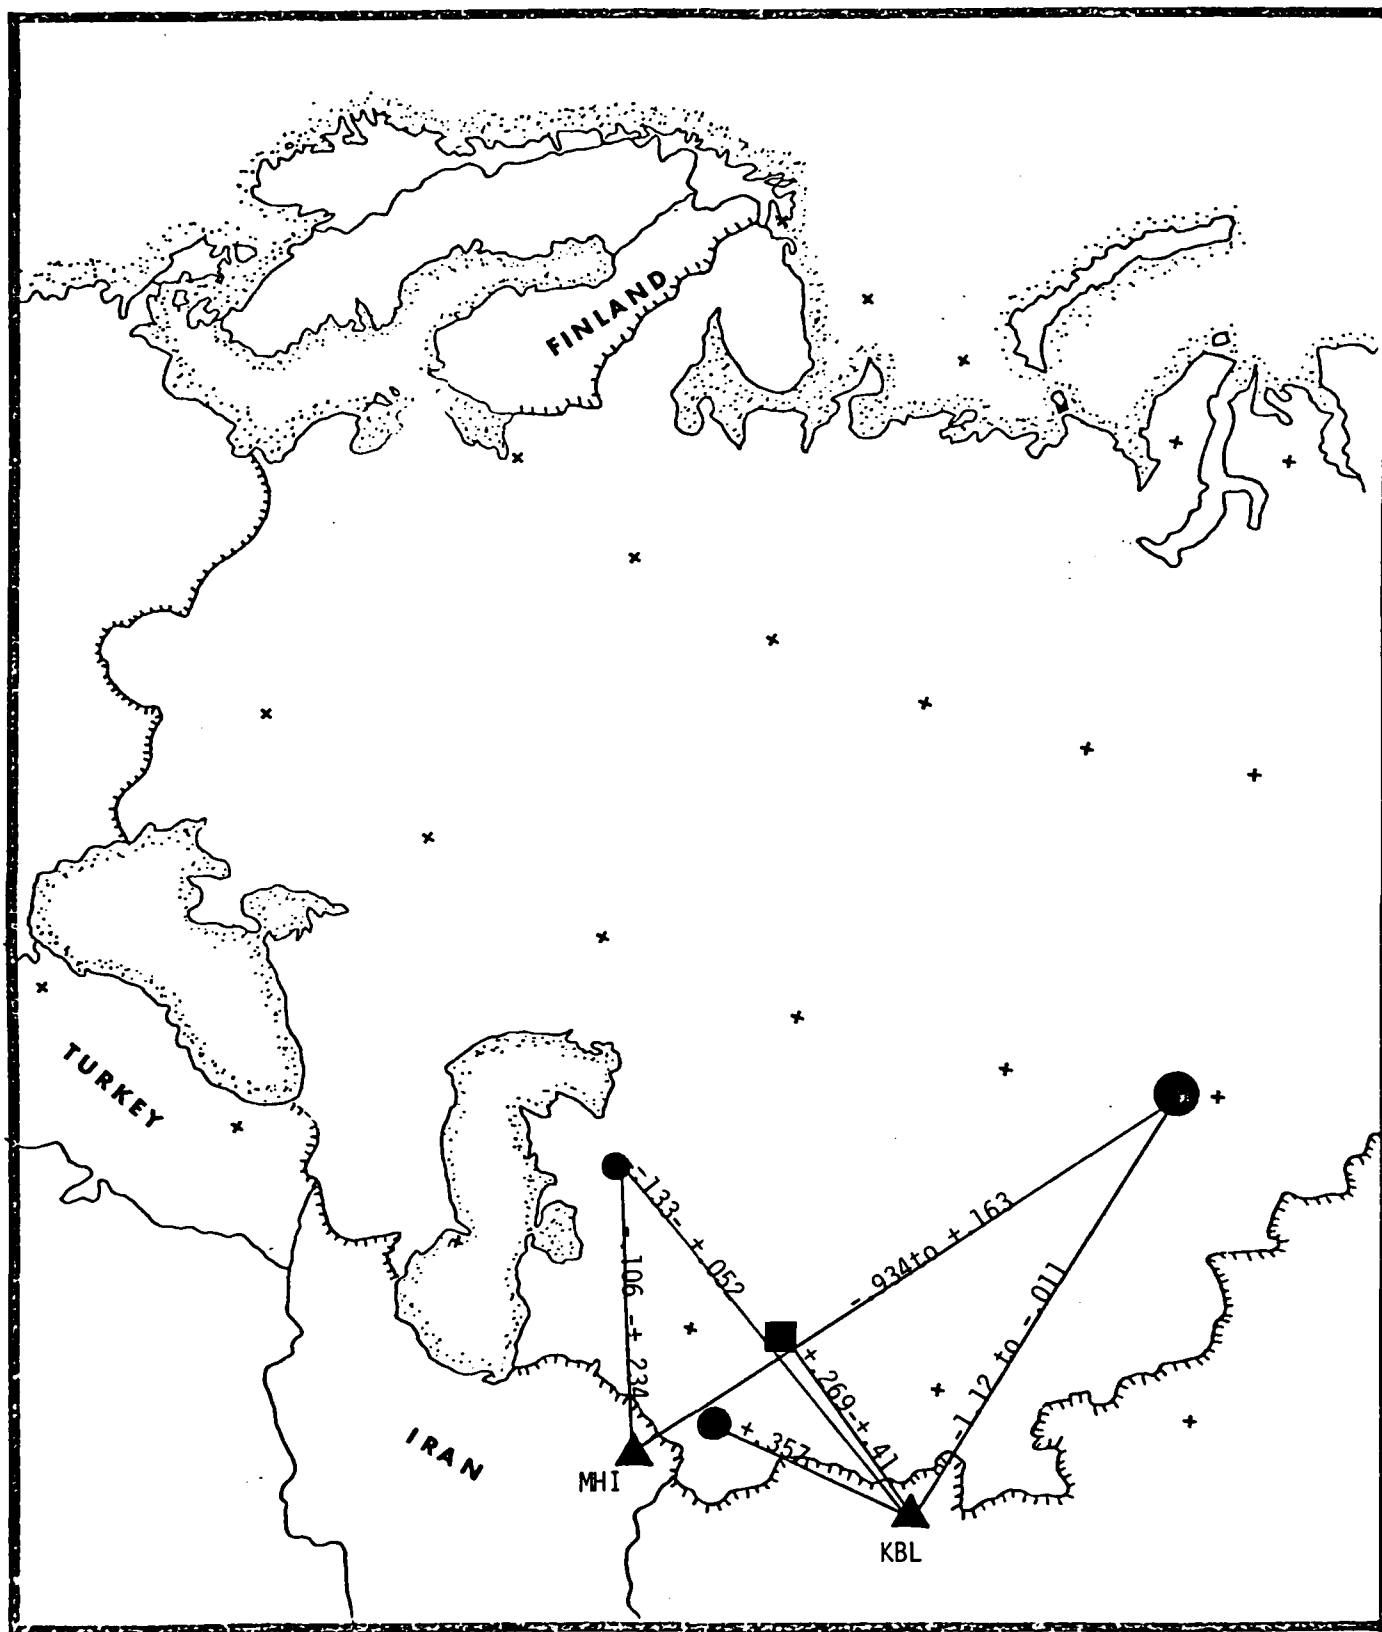 FINLAND
TURKEY
-.133- +.052
-.934 to +.163
-.106 -+ .234
-1.12 to -.011
+.269-+.41
+.357
IRAN
MHI
KBL